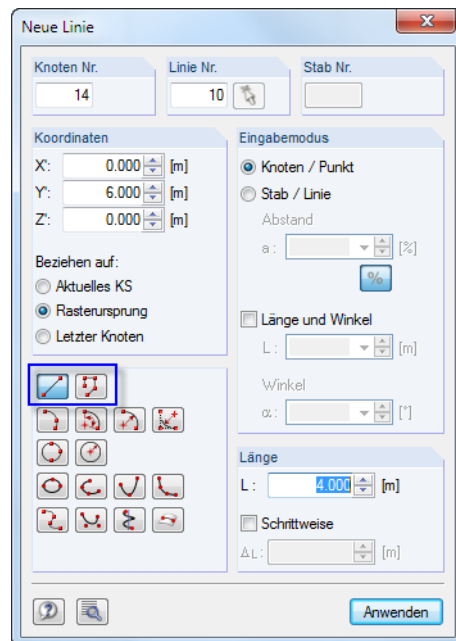 Neue Linie
Knoten Nr.
Linie Nr.
Stab Nr.
14
10
Koordinaten
X': 0.000 [m]
Y': 6.000 [m]
Z': 0.000 [m]
Beziehen auf:
Aktuelles KS
Rasterursprung
Letzter Knoten
Eingabemodus
Knoten / Punkt
Stab / Linie
Abstand
a : [%]
%
Länge und Winkel
L : [m]
Winkel
α : [°]
Länge
L : 4.000 [m]
Schrittweise
ΔL : [m]
Anwenden